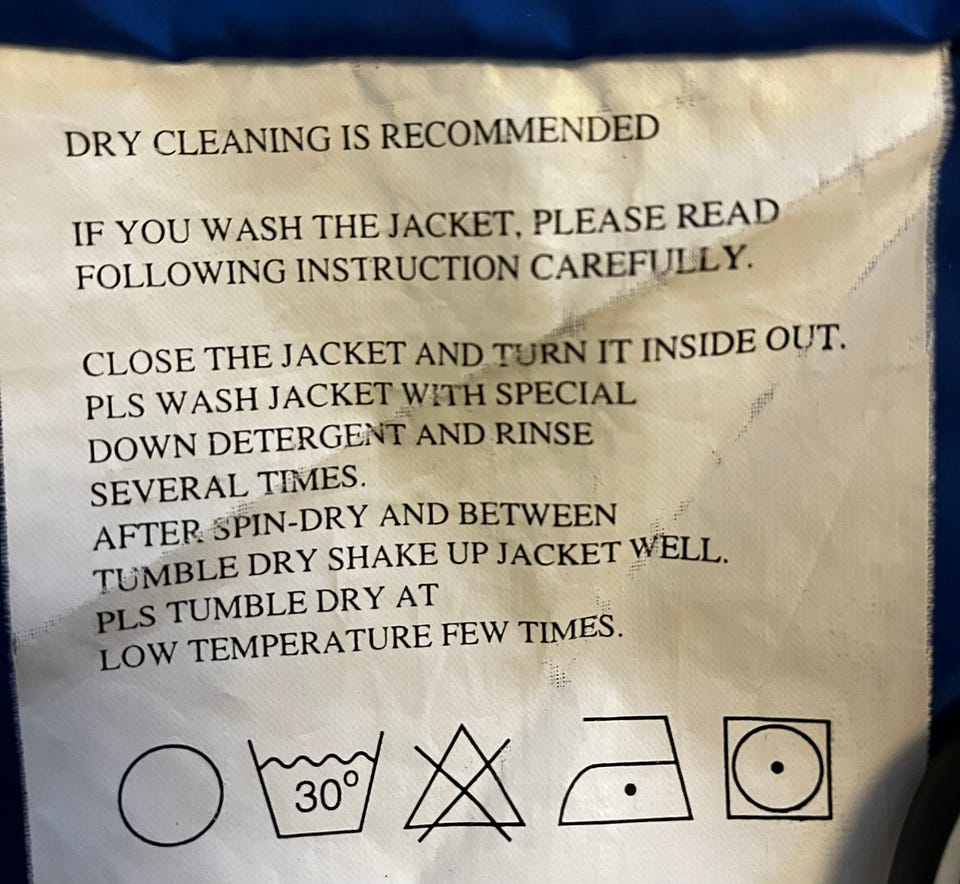 DRY CLEANING IS RECOMMENDED
IF YOU WASH THE JACKET, PLEASE READ
FOLLOWING INSTRUCTION CAREFULLY.
CLOSE THE JACKET AND TURN IT INSIDE OUT.
PLS WASH JACKET WITH SPECIAL
DOWN DETERGENT AND RINSE
SEVERAL TIMES.
AFTER SPIN-DRY AND BETWEEN
TUMBLE DRY SHAKE UP JACKET WELL.
PLS TUMBLE DRY AT
LOW TEMPERATURE FEW TIMES.
30°